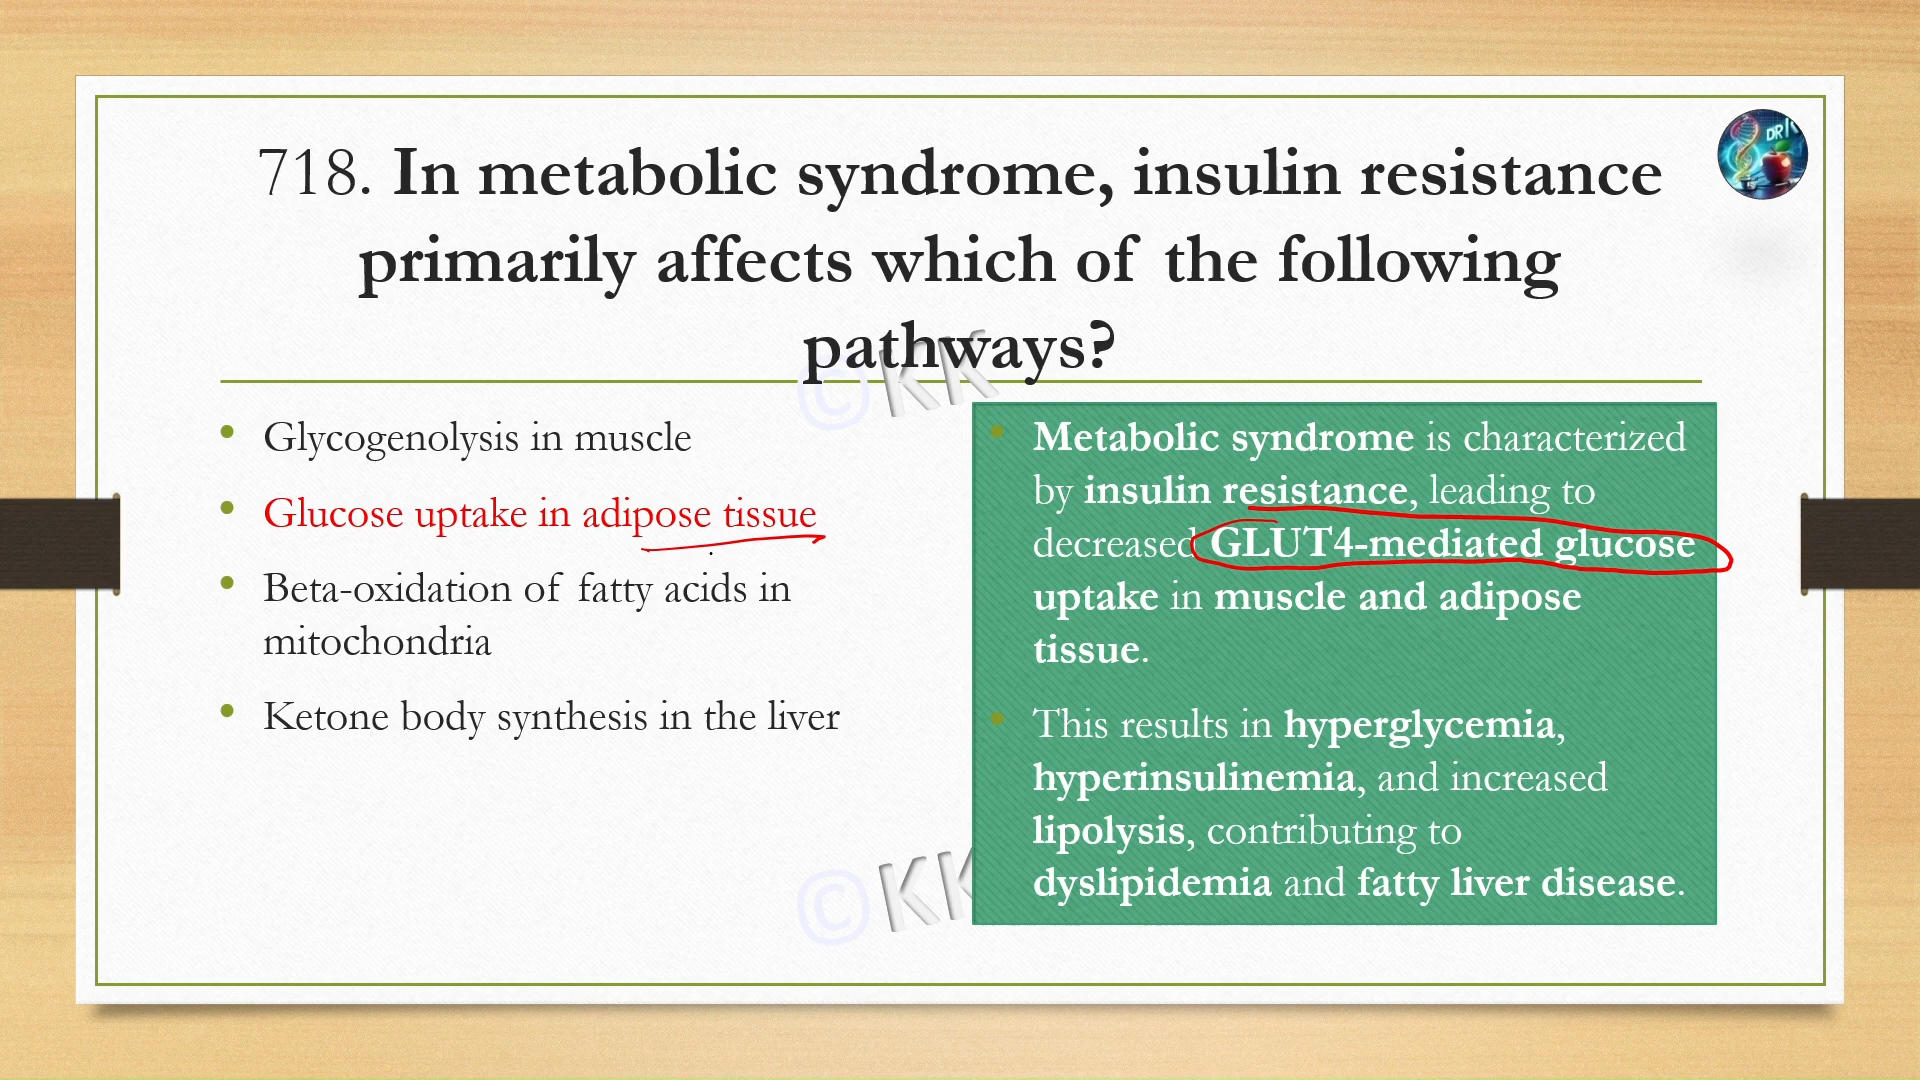 718. In metabolic syndrome, insulin resistance
primarily affects which of the following
pathways?
• Glycogenolysis in muscle
• Glucose uptake in adipose tissue
• Beta-oxidation of fatty acids in
mitochondria
• Ketone body synthesis in the liver
• Metabolic syndrome is characterized
by insulin resistance, leading to
decreased GLUT4-mediated glucose
uptake in muscle and adipose
tissue.
• This results in hyperglycemia,
hyperinsulinemia, and increased
lipolysis, contributing to
dyslipidemia and fatty liver disease.
©KK
©KK
DR